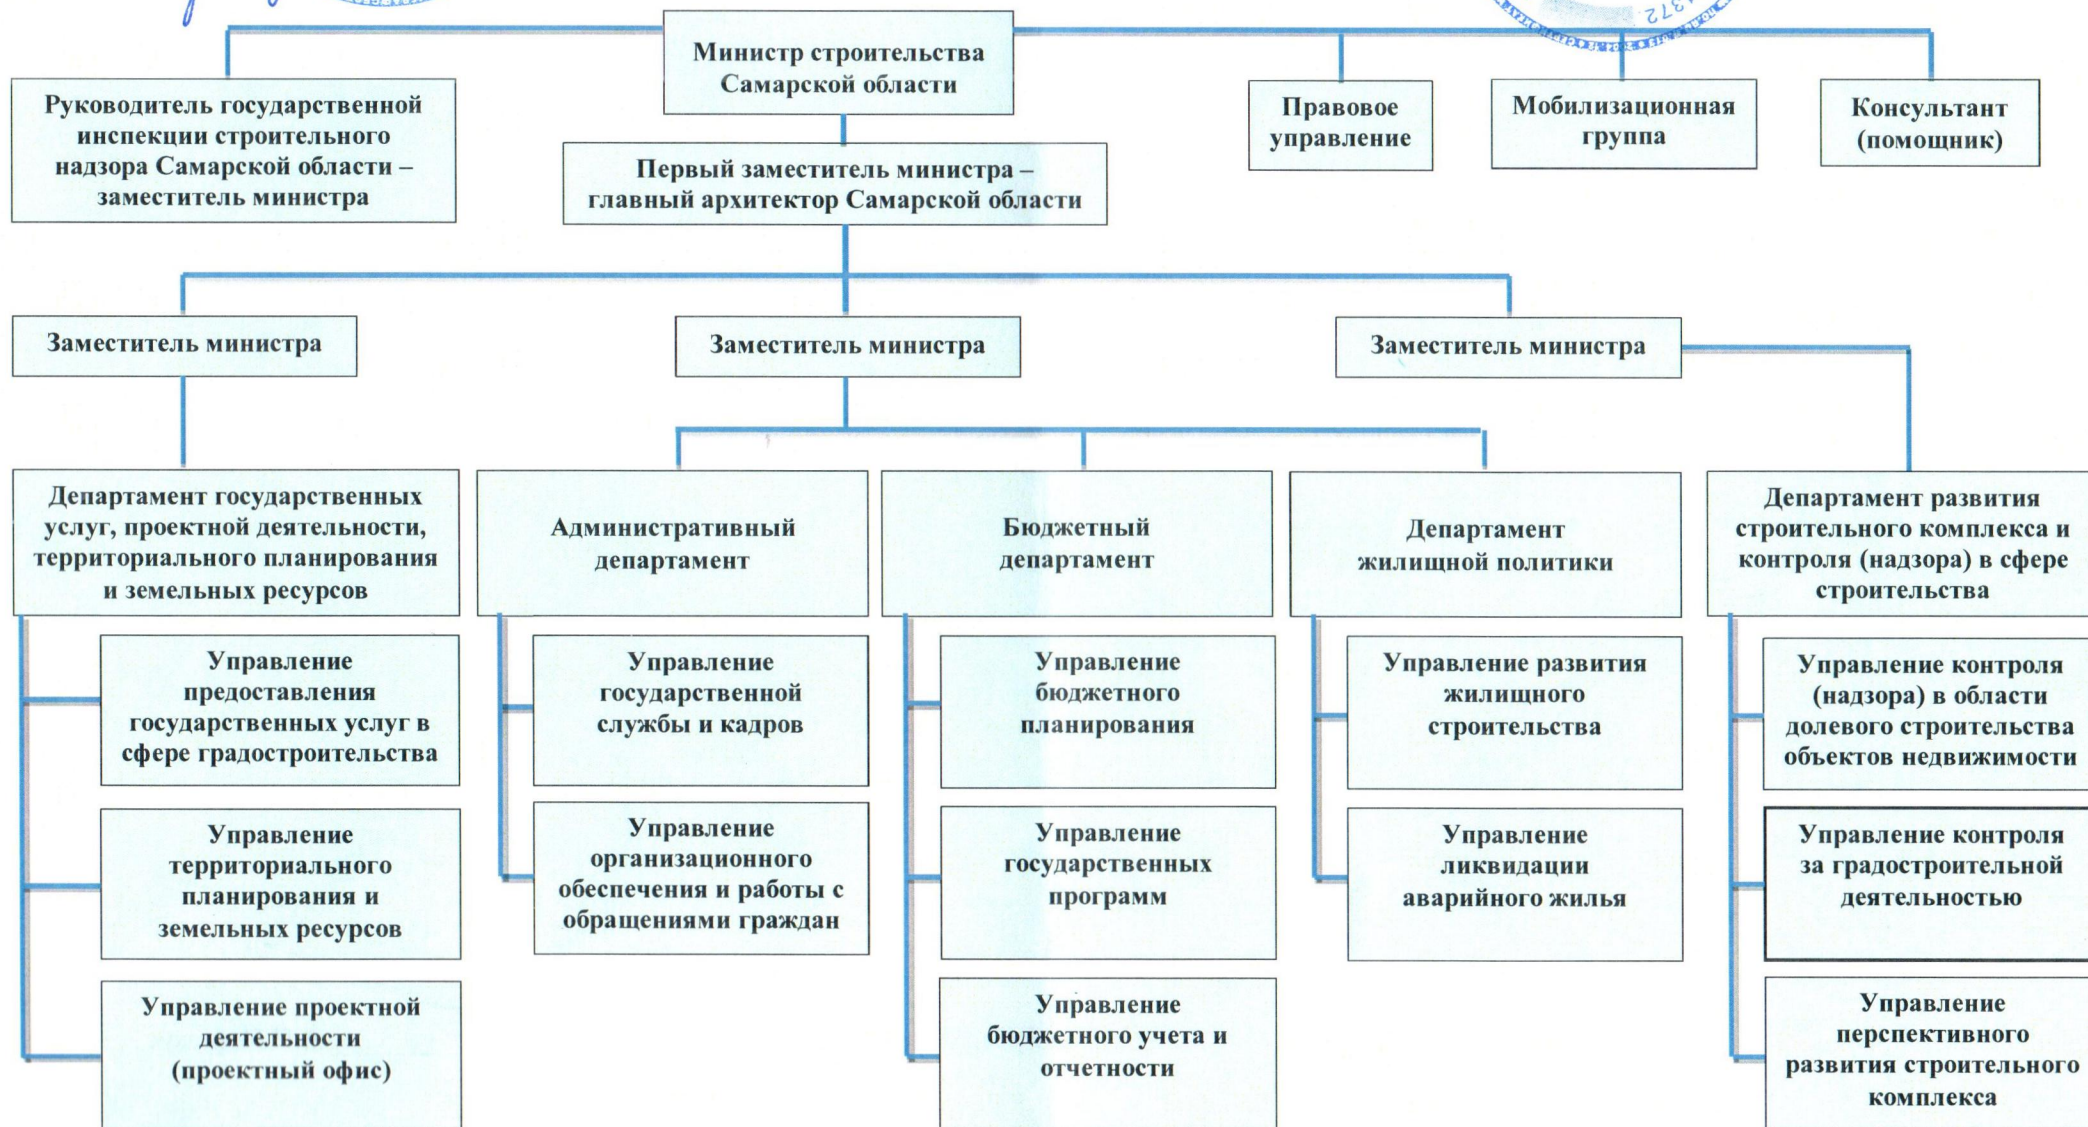 Министр строительства
Самарской области
Руководитель государственной
инспекции строительного
надзора Самарской области –
заместитель министра
Правовое
управление
Мобилизационная
группа
Консультант
(помощник)
Первый заместитель министра –
главный архитектор Самарской области
Заместитель министра
Заместитель министра
Заместитель министра
Департамент государственных
услуг, проектной деятельности,
территориального планирования
и земельных ресурсов
Административный
департамент
Бюджетный
департамент
Департамент
жилищной политики
Департамент развития
строительного комплекса и
контроля (надзора) в сфере
строительства
Управление
предоставления
государственных услуг в
сфере градостроительства
Управление
территориального
планирования и
земельных ресурсов
Управление проектной
деятельности
(проектный офис)
Управление
государственной
службы и кадров
Управление
организационного
обеспечения и работы с
обращениями граждан
Управление
бюджетного
планирования
Управление
государственных
программ
Управление
бюджетного учета и
отчетности
Управление развития
жилищного
строительства
Управление
ликвидации
аварийного жилья
Управление контроля
(надзора) в области
долевого строительства
объектов недвижимости
Управление контроля
за градостроительной
деятельностью
Управление
перспективного
развития строительного
комплекса